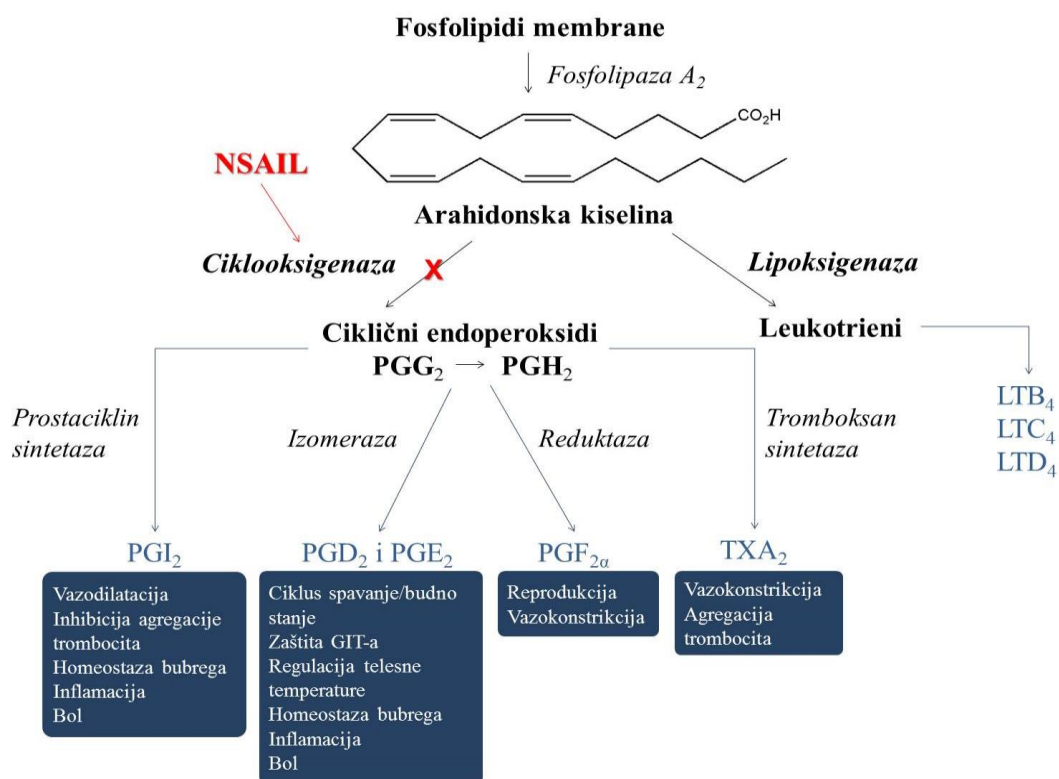 Fosfolipidi membrane
Fosfolipaza A₂
CO₂H
NSAIL
Arahidonska kiselina
Ciklooksigenaza
X
Lipoksigenaza
Ciklični endoperoksidi
PGG₂ → PGH₂
Leukotrieni
Prostaciklin
sintetaza
Izomeraza
Reduktaza
Tromboksan
sintetaza
LTB₄
LTC₄
LTD₄
PGI₂
Vazodilatacija
Inhibicija agregacije
trombocita
Homeostaza bubrega
Inflamacija
Bol
PGD₂ i PGE₂
Ciklus spavanje/budno
stanje
Zaštita GIT-a
Regulacija telesne
temperature
Homeostaza bubrega
Inflamacija
Bol
PGF₂α
Reprodukcija
Vazokonstrikcija
TXA₂
Vazokonstrikcija
Agregacija
trombocita